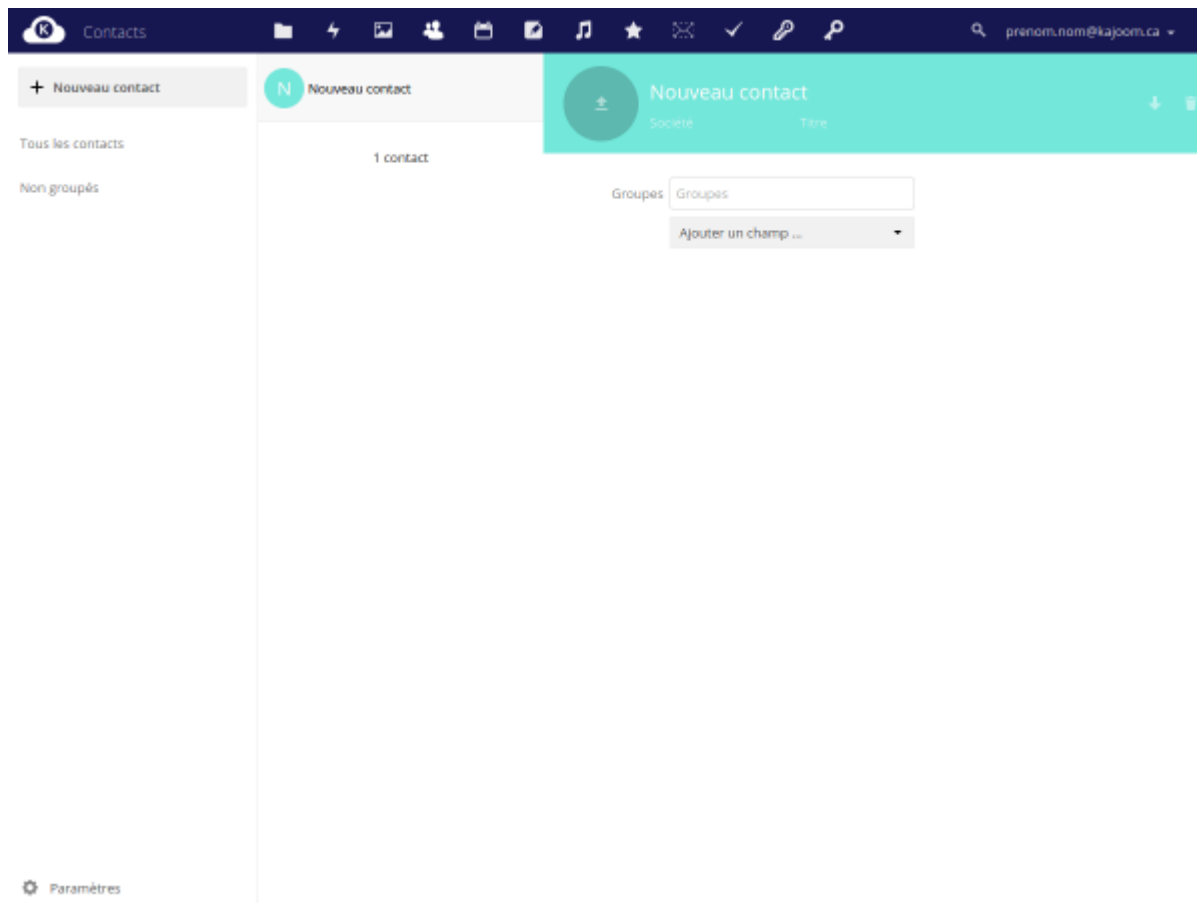 K
Contacts
prenom.nom@kajoom.ca
+ Nouveau contact
Tous les contacts
Non groupés
Paramètres
N
Nouveau contact
1 contact
Nouveau contact
Société Titre
Groupes Groupes
Ajouter un champ ...